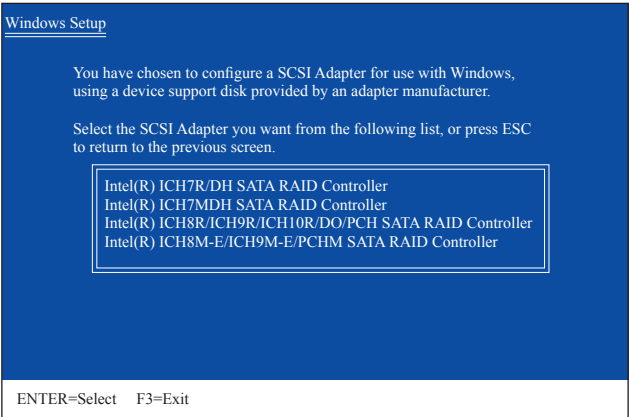 Windows Setup
You have chosen to configure a SCSI Adapter for use with Windows,
using a device support disk provided by an adapter manufacturer.
Select the SCSI Adapter you want from the following list, or press ESC
to return to the previous screen.
Intel(R) ICH7R/DH SATA RAID Controller
Intel(R) ICH7MDH SATA RAID Controller
Intel(R) ICH8R/ICH9R/ICH10R/DO/PCH SATA RAID Controller
Intel(R) ICH8M-E/ICH9M-E/PCHM SATA RAID Controller
ENTER=Select F3=Exit